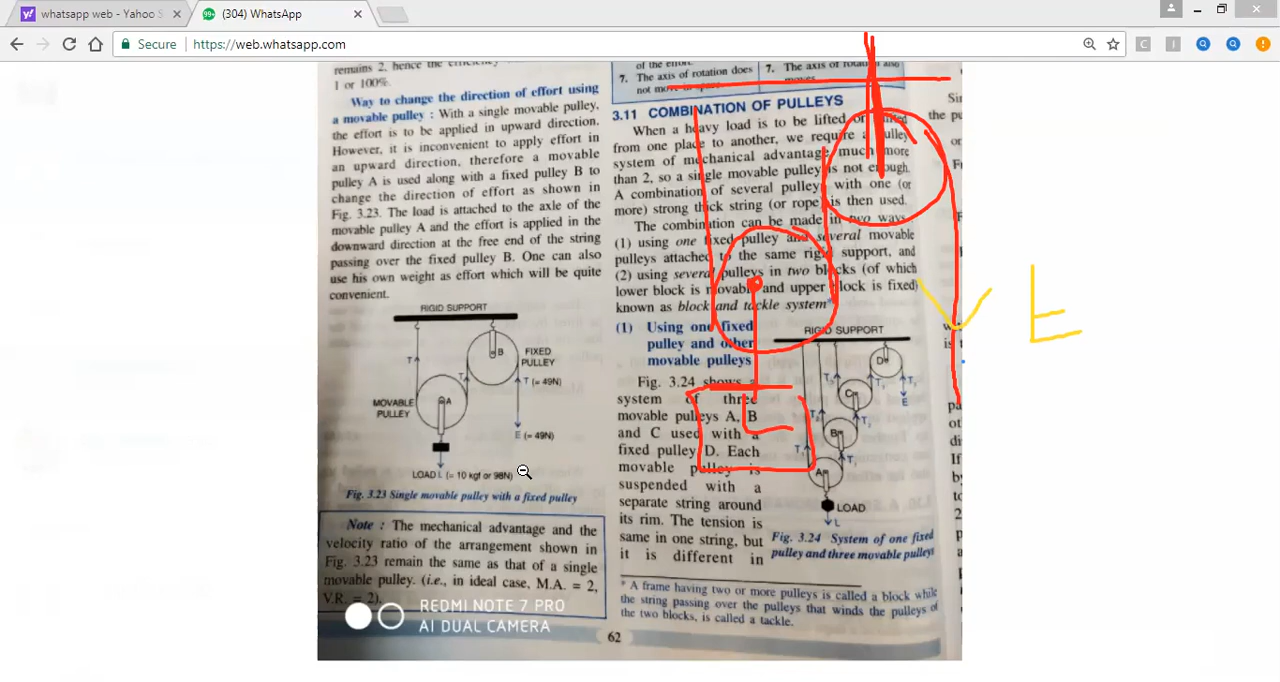 whatsapp web - Yahoo S
99+
(304) WhatsApp
Secure
https://web.whatsapp.com
remains 2, hence the
1 or 100%.
Way to change the direction of effort using
a movable pulley : With a single movable pulley,
the effort is to be applied in upward direction.
However, it is inconvenient to apply effort in
an upward direction, therefore a movable
pulley A is used along with a fixed pulley B to
change the direction of effort as shown in
Fig. 3.23. The load is attached to the axle of the
movable pulley A and the effort is applied in the
downward direction at the free end of the string
passing over the fixed pulley B. One can also
use his own weight as effort which will be quite
convenient.
RIGID SUPPORT
B
FIXED
PULLEY
T
T
T (= 49N)
MOVABLE
PULLEY
A
E (= 49N)
LOAD L (= 10 kgf or 98N)
Fig. 3.23 Single movable pulley with a fixed pulley
Note : The mechanical advantage and the
velocity ratio of the arrangement shown in
Fig. 3.23 remain the same as that of a single
movable pulley. (i.e., in ideal case, M.A. = 2,
V.R. = 2).
REDMI NOTE 7 PRO
AI DUAL CAMERA
62
of the effort.
7. The axis of rotation does
not move in space.
7. The axis of rotation also
moves
3.11 COMBINATION OF PULLEYS
When a heavy load is to be lifted or
from one place to another, we require a pulley
system of mechanical advantage much more
than 2, so a single movable pulley is not enough.
A combination of several pulleys with one (or
more) strong thick string (or rope) is then used.
The combination can be made in two ways
(1) using one fixed pulley and several movable
pulleys attached to the same rigid support, and
(2) using several pulleys in two blocks (of which
lower block is movable and upper block is fixed)
known as block and tackle system*
(1) Using one fixed
pulley and other
movable pulleys
Fig. 3.24 shows a
system of three
movable pulleys A, B
and C used with a
fixed pulley D. Each
movable pulley is
suspended with a
separate string around
its rim. The tension is
same in one string, but
it is different in
RIGID SUPPORT
D
C
B
A
E
LOAD
L
Fig. 3.24 System of one fixed
pulley and three movable pulleys
* A frame having two or more pulleys is called a block while
the string passing over the pulleys that winds the pulleys of
the two blocks, is called a tackle.
the pu
L
E